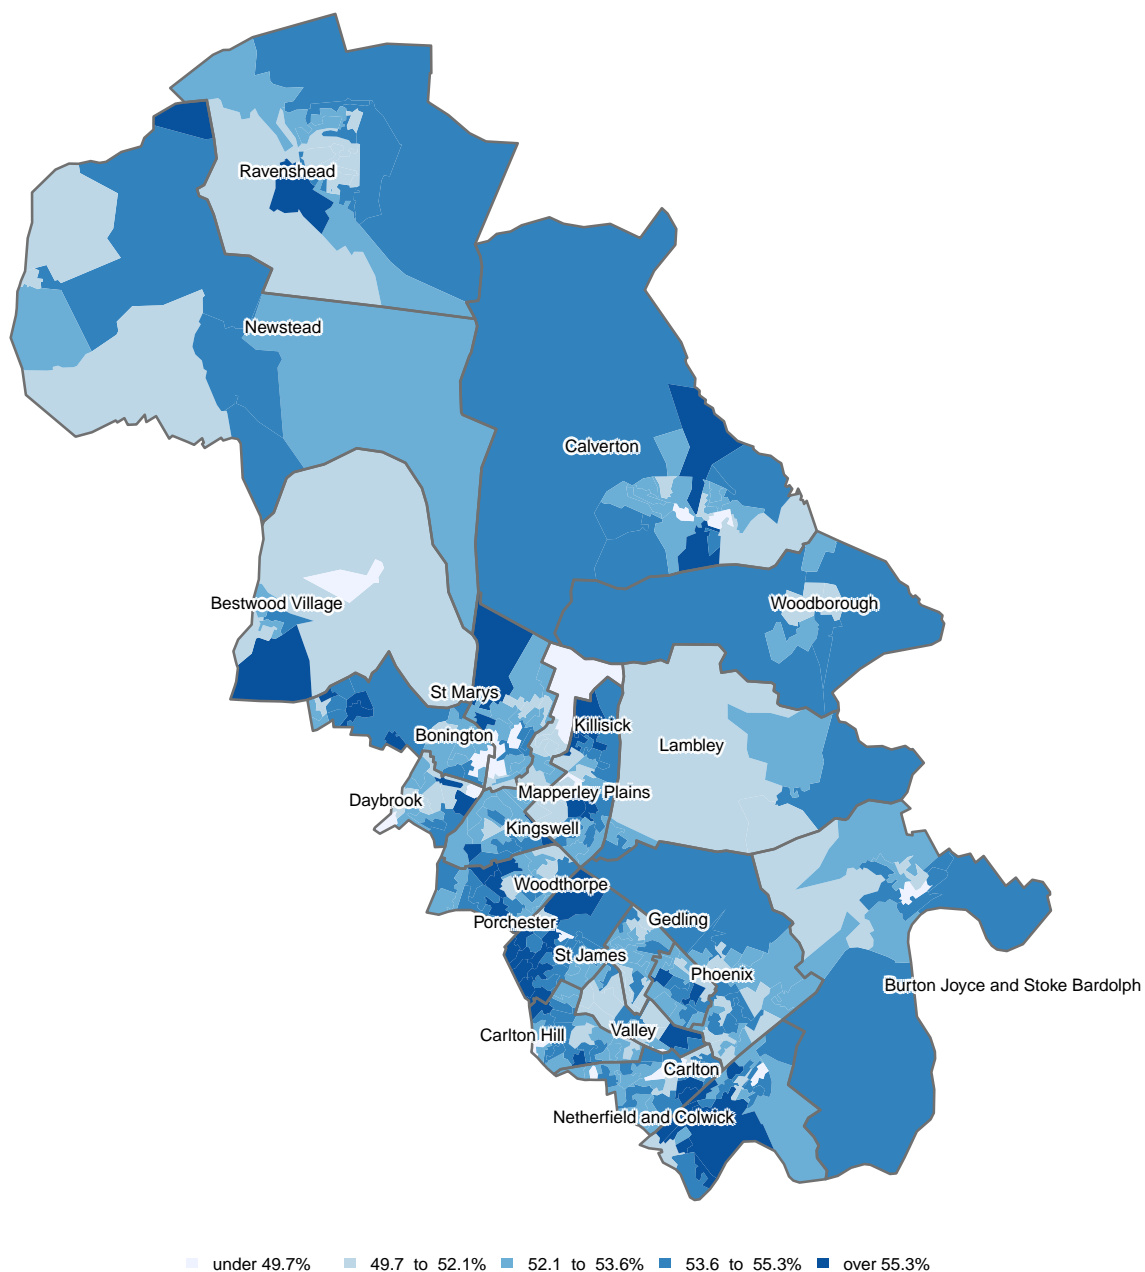 Ravenshead
Newstead
Calverton
Bestwood Village
Woodborough
St Marys
Killisick
Bonington
Lambley
Mapperley Plains
Daybrook
Kingswell
Woodthorpe
Porchester
Gedling
St James
Phoenix
Burton Joyce and Stoke Bardolph
Carlton Hill
Valley
Carlton
Netherfield and Colwick
under 49.7% 49.7 to 52.1% 52.1 to 53.6% 53.6 to 55.3% over 55.3%